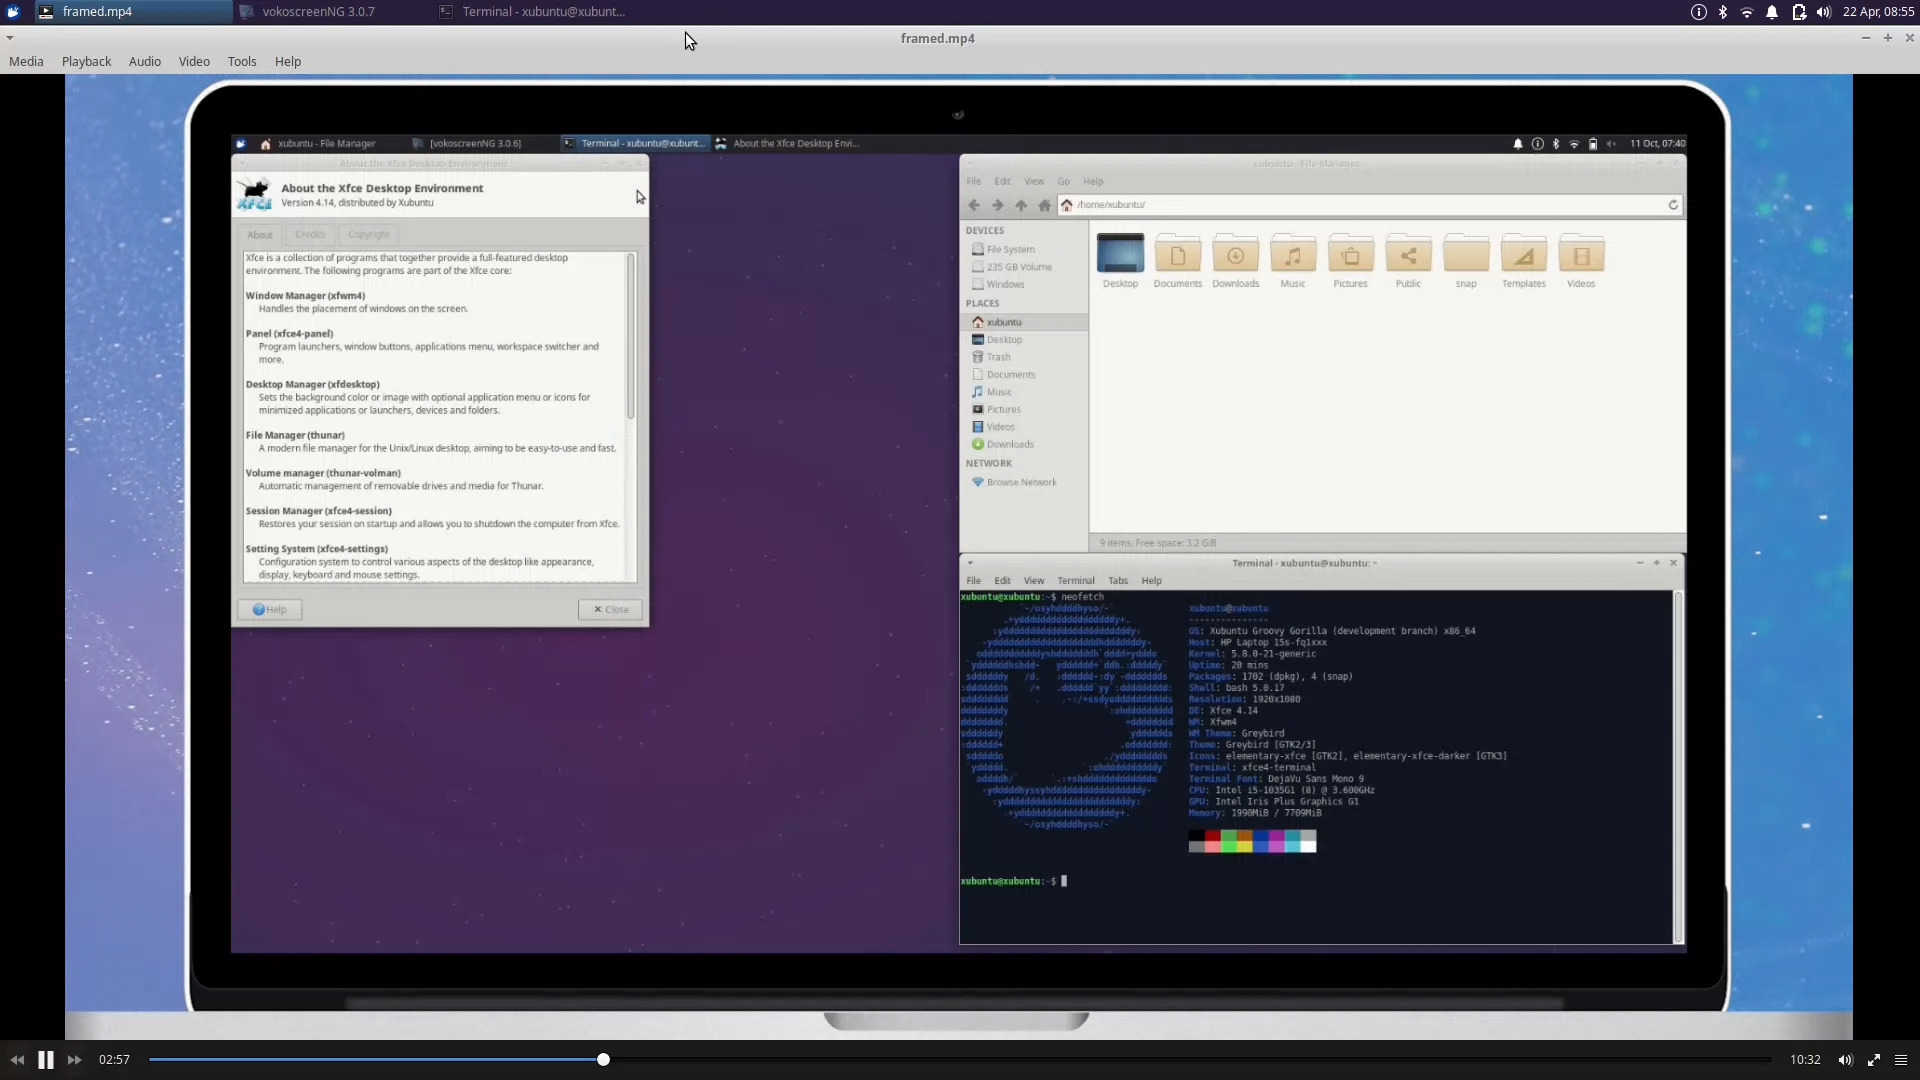 framed.mp4
vokoscreenNG 3.0.7
Terminal - xubuntu@xubunt...
22 Apr, 08:55
framed.mp4
Media Playback Audio Video Tools Help
xubuntu - File Manager
[vokoscreenNG 3.0.6]
Terminal - xubuntu@xubunt...
About the Xfce Desktop Envi...
11 Oct, 07:40
About the Xfce Desktop Environment
XFCE
About the Xfce Desktop Environment
Version 4.14, distributed by Xubuntu
About Credits Copyright
Xfce is a collection of programs that together provide a full-featured desktop
environment. The following programs are part of the Xfce core:
Window Manager (xfwm4)
Handles the placement of windows on the screen.
Panel (xfce4-panel)
Program launchers, window buttons, applications menu, workspace switcher and
more.
Desktop Manager (xfdesktop)
Sets the background color or image with optional application menu or icons for
minimized applications or launchers, devices and folders.
File Manager (thunar)
A modern file manager for the Unix/Linux desktop, aiming to be easy-to-use and fast.
Volume manager (thunar-volman)
Automatic management of removable drives and media for Thunar.
Session Manager (xfce4-session)
Restores your session on startup and allows you to shutdown the computer from Xfce.
Setting System (xfce4-settings)
Configuration system to control various aspects of the desktop like appearance,
display, keyboard and mouse settings.
Help
Close
xubuntu - File Manager
File Edit View Go Help
/home/xubuntu/
DEVICES
File System
235 GB Volume
Windows
PLACES
xubuntu
Desktop
Trash
Documents
Music
Pictures
Videos
Downloads
NETWORK
Browse Network
Desktop Documents Downloads Music Pictures Public snap Templates Videos
9 items, Free space: 3.2 GiB
Terminal - xubuntu@xubuntu: ~
File Edit View Terminal Tabs Help
xubuntu@xubuntu:~$ neofetch
xubuntu@xubuntu
---------------
OS: Xubuntu Groovy Gorilla (development branch) x86_64
Host: HP Laptop 15s-fq1xxx
Kernel: 5.8.0-21-generic
Uptime: 20 mins
Packages: 1702 (dpkg), 4 (snap)
Shell: bash 5.0.17
Resolution: 1920x1080
DE: Xfce 4.14
WM: Xfwm4
WM Theme: Greybird
Theme: Greybird [GTK2/3]
Icons: elementary-xfce [GTK2], elementary-xfce-darker [GTK3]
Terminal: xfce4-terminal
Terminal Font: DejaVu Sans Mono 9
CPU: Intel i5-1035G1 (8) @ 3.600GHz
GPU: Intel Iris Plus Graphics G1
Memory: 1990MiB / 7709MiB
xubuntu@xubuntu:~$
02:57
10:32